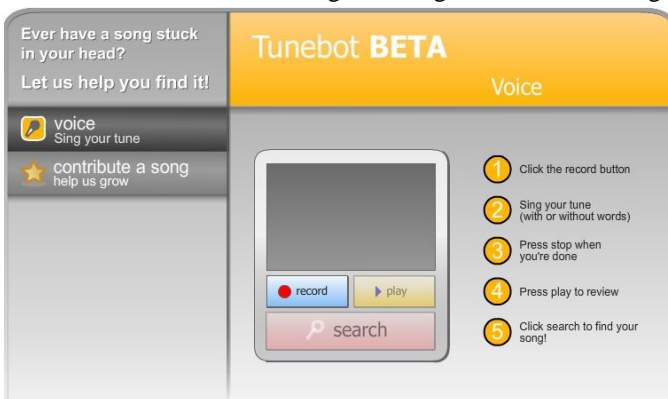 Ever have a song stuck
in your head?
Let us help you find it!
Tunebot BETA
Voice
voice
Sing your tune
contribute a song
help us grow
record
play
search
1 Click the record button
2 Sing your tune
(with or without words)
3 Press stop when
you're done
4 Press play to review
5 Click search to find your
song!